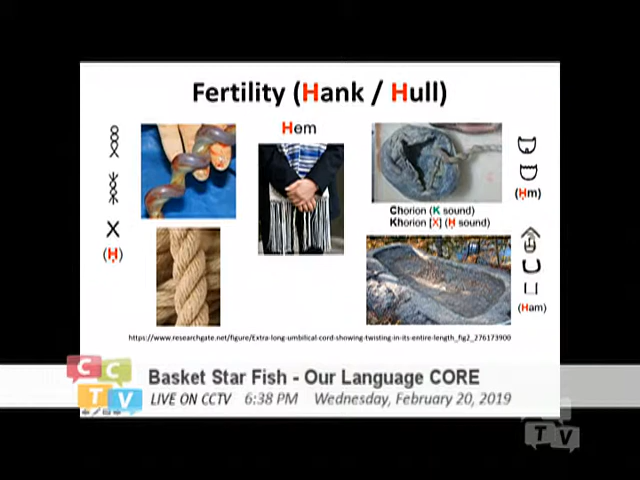 Fertility (Hank / Hull)
Hem
(Ḥ)
Chorion (K sound)
Khorion [X] (Ḥ sound)
(Ḥm)
(Ham)
https://www.researchgate.net/figure/Extra-long-umbilical-cord-showing-twisting-in-its-entire-length_fig2_276173900
CCTV
Basket Star Fish - Our Language CORE
LIVE ON CCTV 6:38 PM Wednesday, February 20, 2019
TV